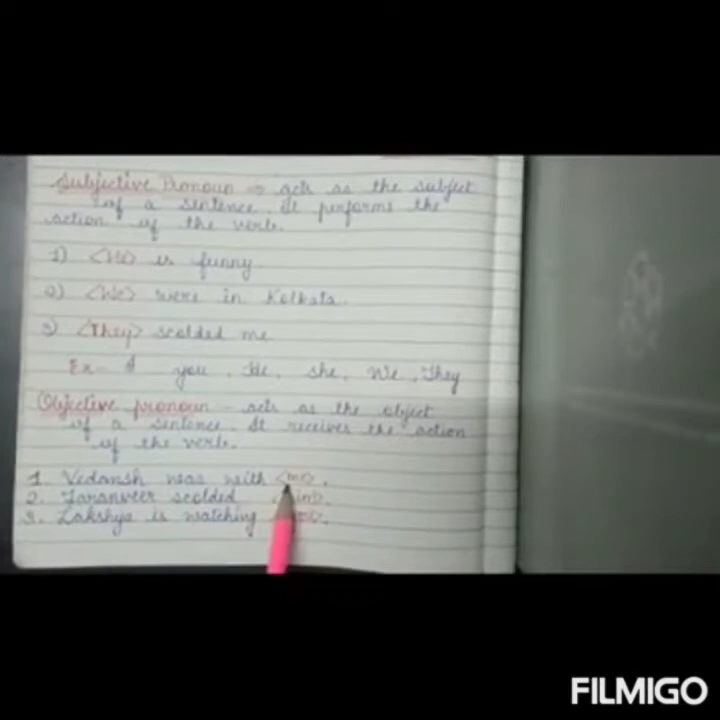 Subjective Pronoun → acts as the subject
of a sentence. It performs the
action of the verb.
1) <He> is funny
2) <We> were in Kolkata.
3) <They> scolded me
Ex - I you, He, she, We, They
Objective pronoun - acts as the object
of a sentence. It receives the action
of the verb.
1. Vedansh was with <me>.
2. scolded
3. Lakshya is watching
FILMIGO